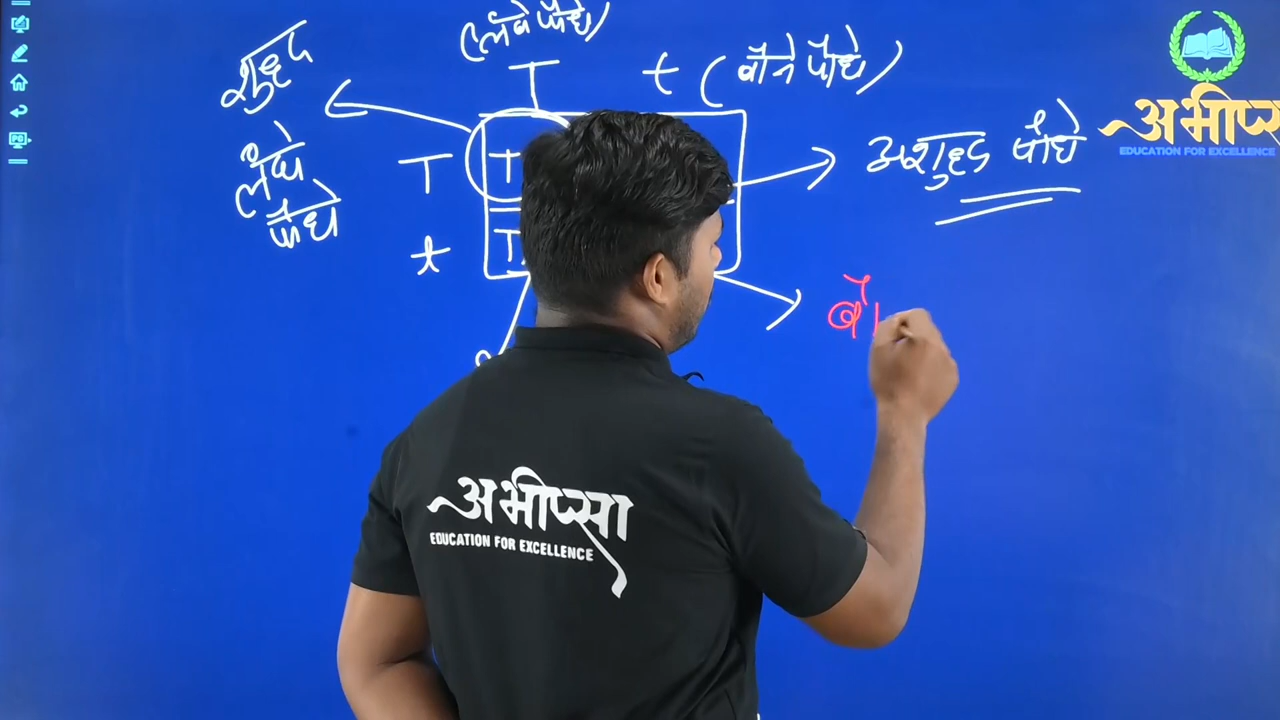 (लंबे पौधे)
T t (बौने पौधे)
शुद्ध
लंबे
पौधे
T T
t T
अशुद्ध पौधे
बौ
अभीप्सा
EDUCATION FOR EXCELLENCE
अभीप्स
EDUCATION FOR EXCELLENCE